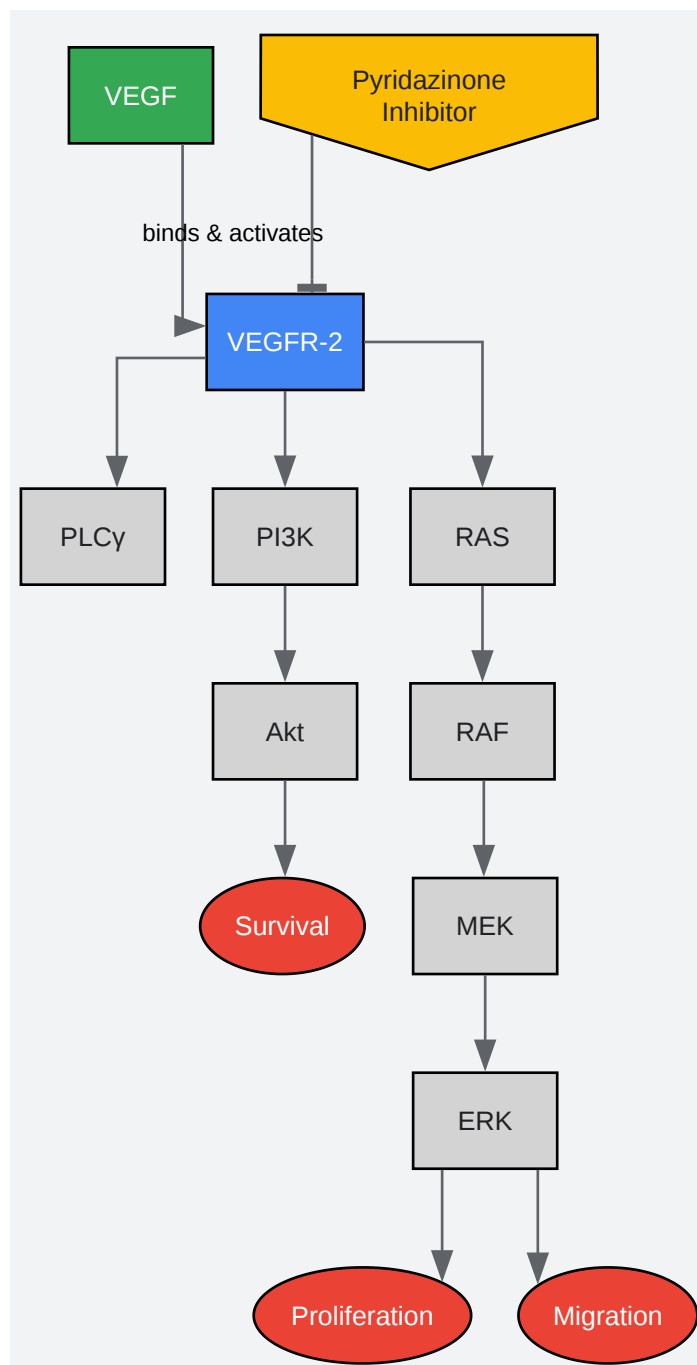 VEGF
Pyridazinone
Inhibitor
binds & activates
VEGFR-2
PLCγ
PI3K
RAS
Akt
RAF
Survival
MEK
ERK
Proliferation
Migration